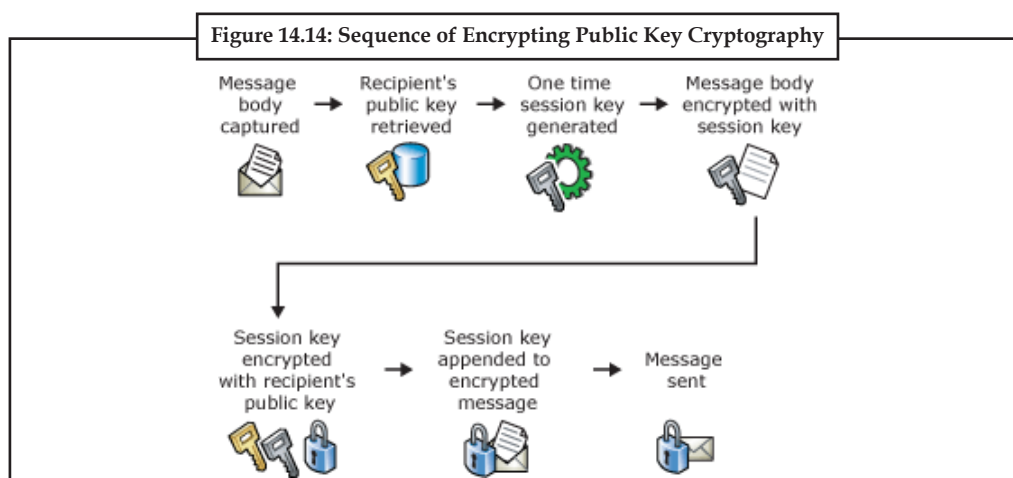 Figure 14.14: Sequence of Encrypting Public Key Cryptography
Message
body
captured
Recipient's
public key
retrieved
One time
session key
generated
Message body
encrypted with
session key
Session key
encrypted
with recipient's
public key
Session key
appended to
encrypted
message
Message
sent